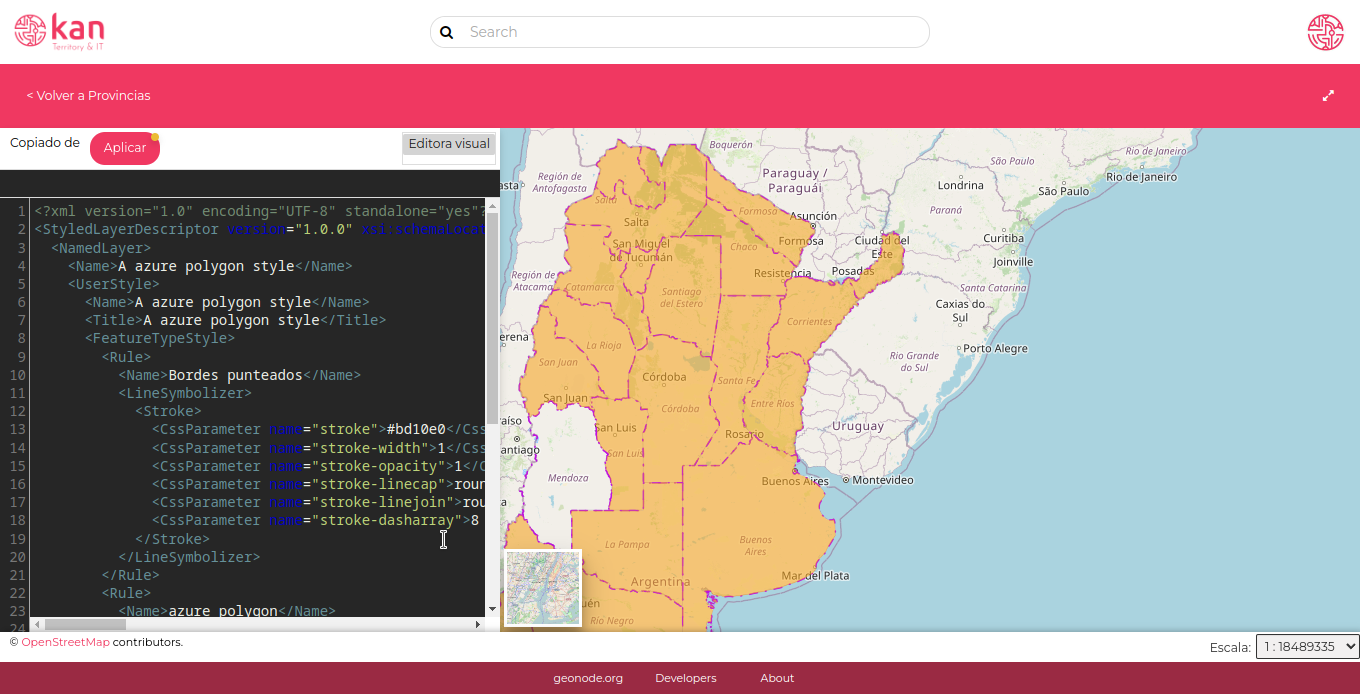 kan
Territory & IT
Search
< Volver a Provincias
Copiado de
Aplicar
Editora visual
1 <?xml version="1.0" encoding="UTF-8" standalone="yes"?
2 <StyledLayerDescriptor version="1.0.0" xsi:schemaLocat
3 <NamedLayer>
4 <Name>A azure polygon style</Name>
5 <UserStyle>
6 <Name>A azure polygon style</Name>
7 <Title>A azure polygon style</Title>
8 <FeatureTypeStyle>
9 <Rule>
10 <Name>Bordes punteados</Name>
11 <LineSymbolizer>
12 <Stroke>
13 <CssParameter name="stroke">#bd10e0</Css
14 <CssParameter name="stroke-width">1</Css
15 <CssParameter name="stroke-opacity">1</C
16 <CssParameter name="stroke-linecap">roun
17 <CssParameter name="stroke-linejoin">rou
18 <CssParameter name="stroke-dasharray">8
19 </Stroke>
20 </LineSymbolizer>
21 </Rule>
22 <Rule>
23 <Name>azure polygon</Name>
24
Boquerón
Región de
Antofagasta
asta
Paraguay /
Paraguái
São Paulo
Rio de Janeiro
Rio de Janeiro
Londrina
São Paulo
Salta
Salta
Formosa
Asunción
Paraná
San Miguel
de Tucumán
Chaco
Formosa
Ciudad del
Este
Curitiba
Joinville
Región de
Atacama
Catamarca
Resistencia
Posadas
Santa Catarina
Santiago
del Estero
Caxias do
Sul
Corrientes
erena
La Rioja
Porto Alegre
San Juan
Rio Grande
do Sul
Córdoba
Santa Fe
San Juan
Córdoba
Entre Ríos
aíso
San Luis
Rosario
Uruguay
antiago
San Luis
Mendoza
Buenos Aires
Montevideo
a
La Pampa
Buenos
Aires
Argentina
Mar del Plata
uén
Río Negro
© OpenStreetMap contributors.
Escala:
1 : 18489335
geonode.org
Developers
About